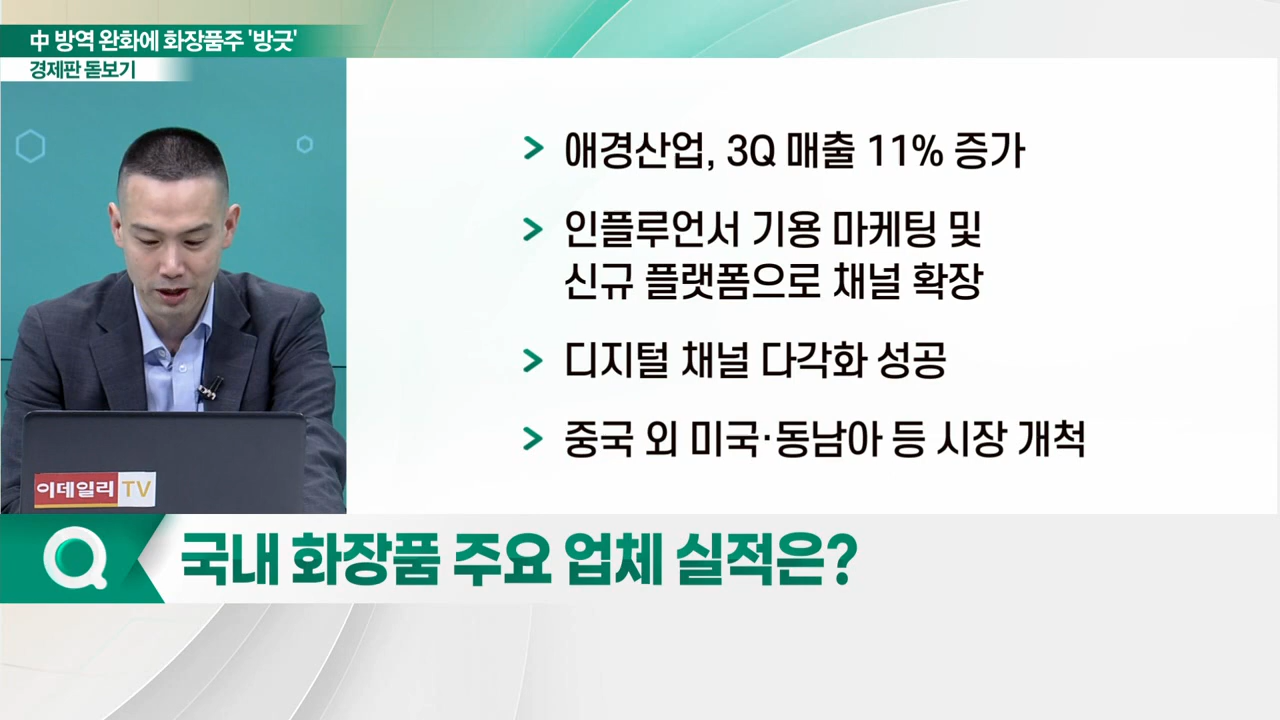 中 방역 완화에 화장품주 '방긋'
경제판 돋보기
> 애경산업, 3Q 매출 11% 증가
> 인플루언서 기용 마케팅 및
신규 플랫폼으로 채널 확장
> 디지털 채널 다각화 성공
> 중국 외 미국·동남아 등 시장 개척
이데일리 TV
Q 국내 화장품 주요 업체 실적은?